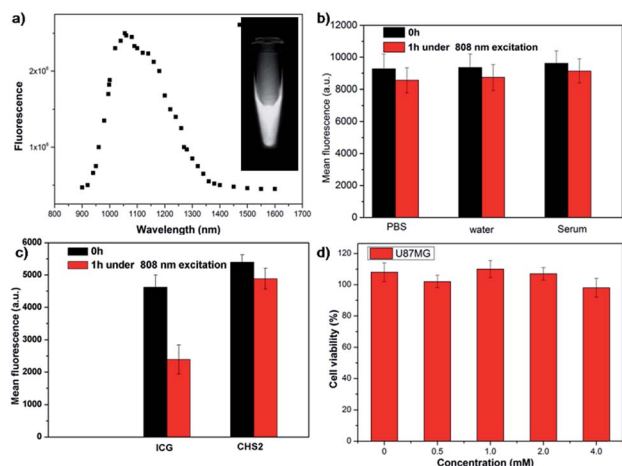 a)
Fluorescence
2x10⁶
1x10⁶
800 900 1000 1100 1200 1300 1400 1500 1600 1700
Wavelength (nm)
b)
0h
1h under 808 nm excitation
Mean fluorescence (a.u.)
12000
10000
8000
6000
4000
2000
0
PBS water Serum
c)
0h
1h under 808 nm excitation
Mean fluorescence (a.u.)
6000
5000
4000
3000
2000
1000
0
ICG CHS2
d)
U87MG
Cell viability (%)
120
100
80
60
40
20
0
0 0.5 1.0 2.0 4.0
Concentration (mM)